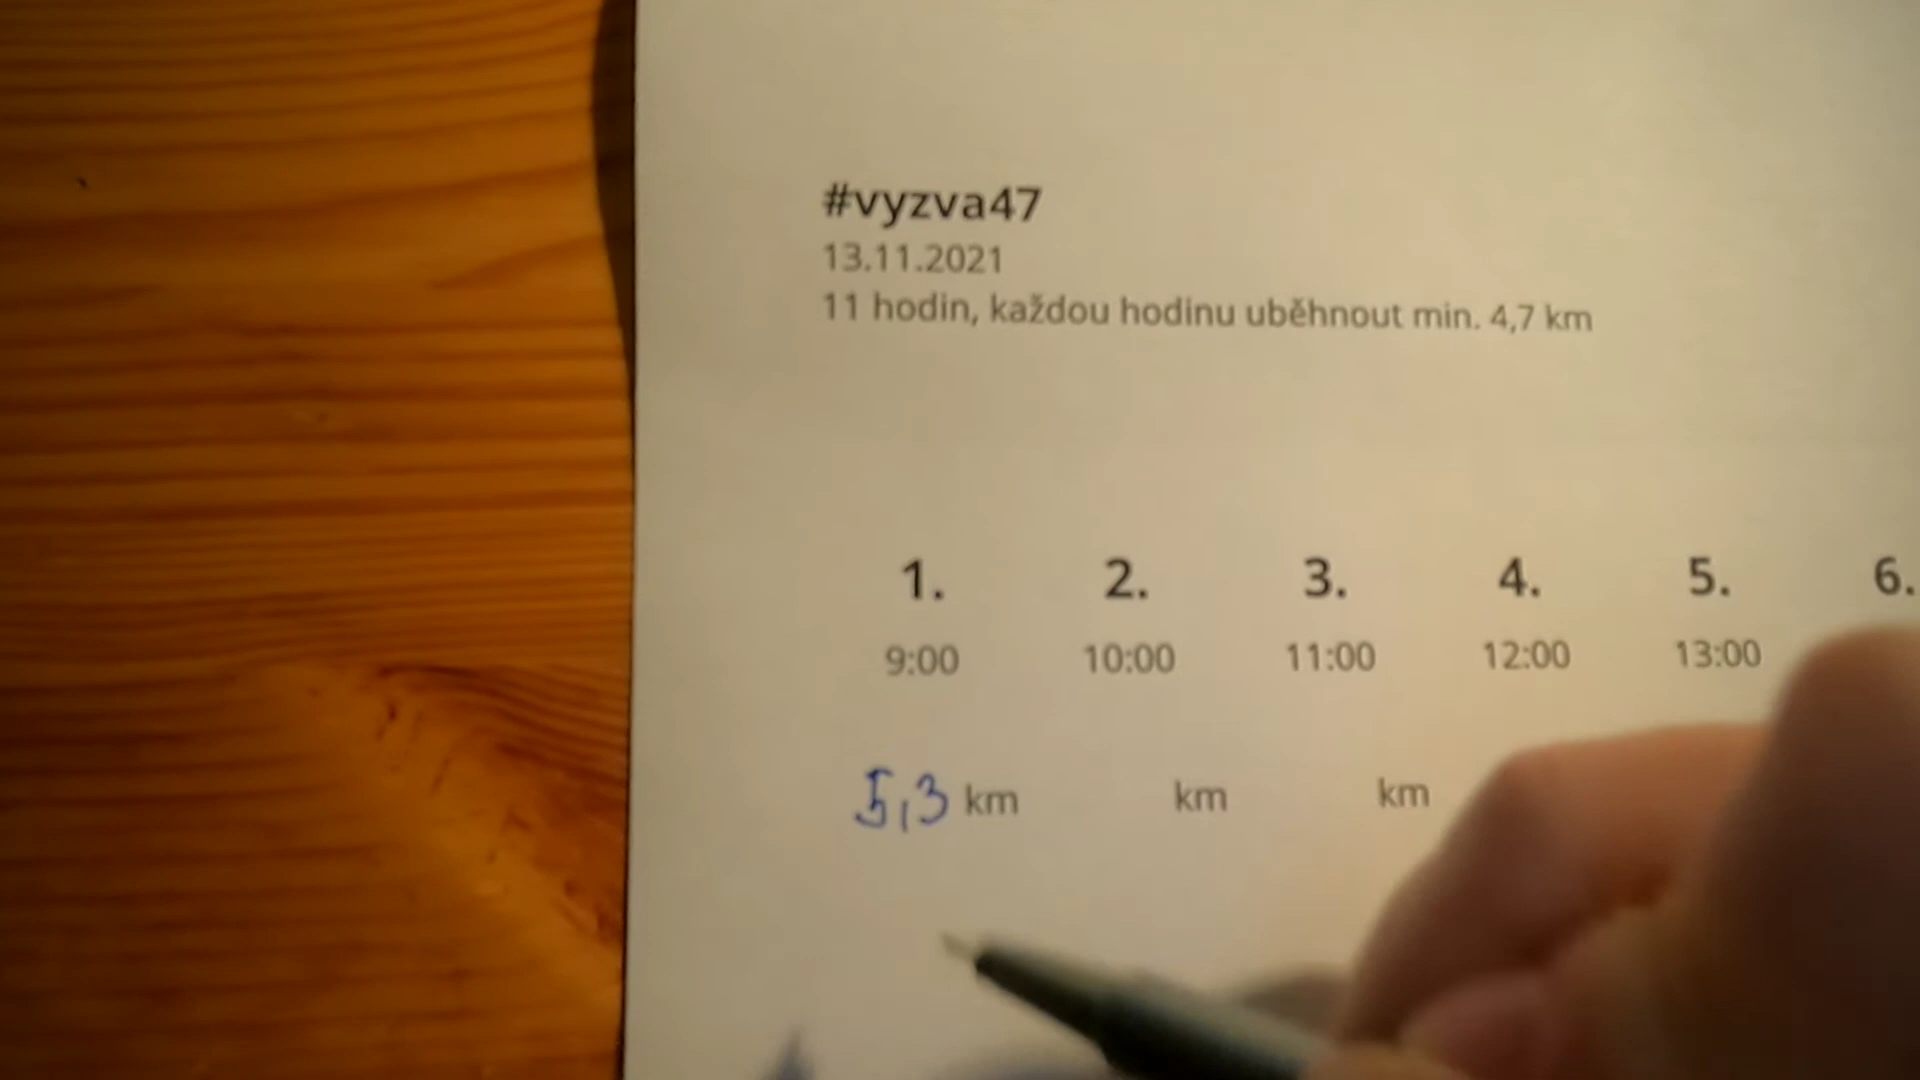 #vyzva47
13.11.2021
11 hodin, každou hodinu uběhnout min. 4,7 km
1. 2. 3. 4. 5. 6.
9:00 10:00 11:00 12:00 13:00
5,3 km km km